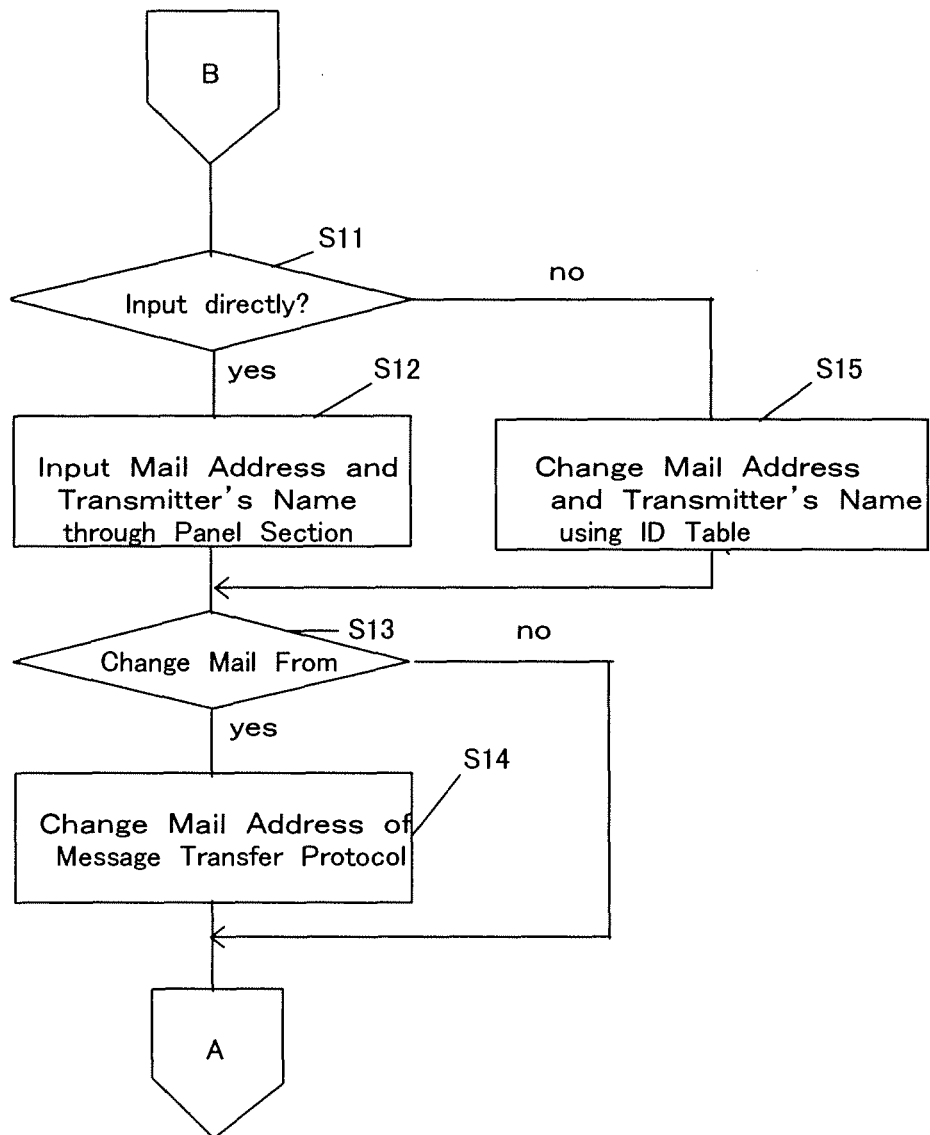 B
S11
no
Input directly?
yes
S12
S15
Input Mail Address and
Transmitter's Name
through Panel Section
Change Mail Address
and Transmitter's Name
using ID Table
S13
no
Change Mail From
yes
S14
Change Mail Address of
Message Transfer Protocol
A